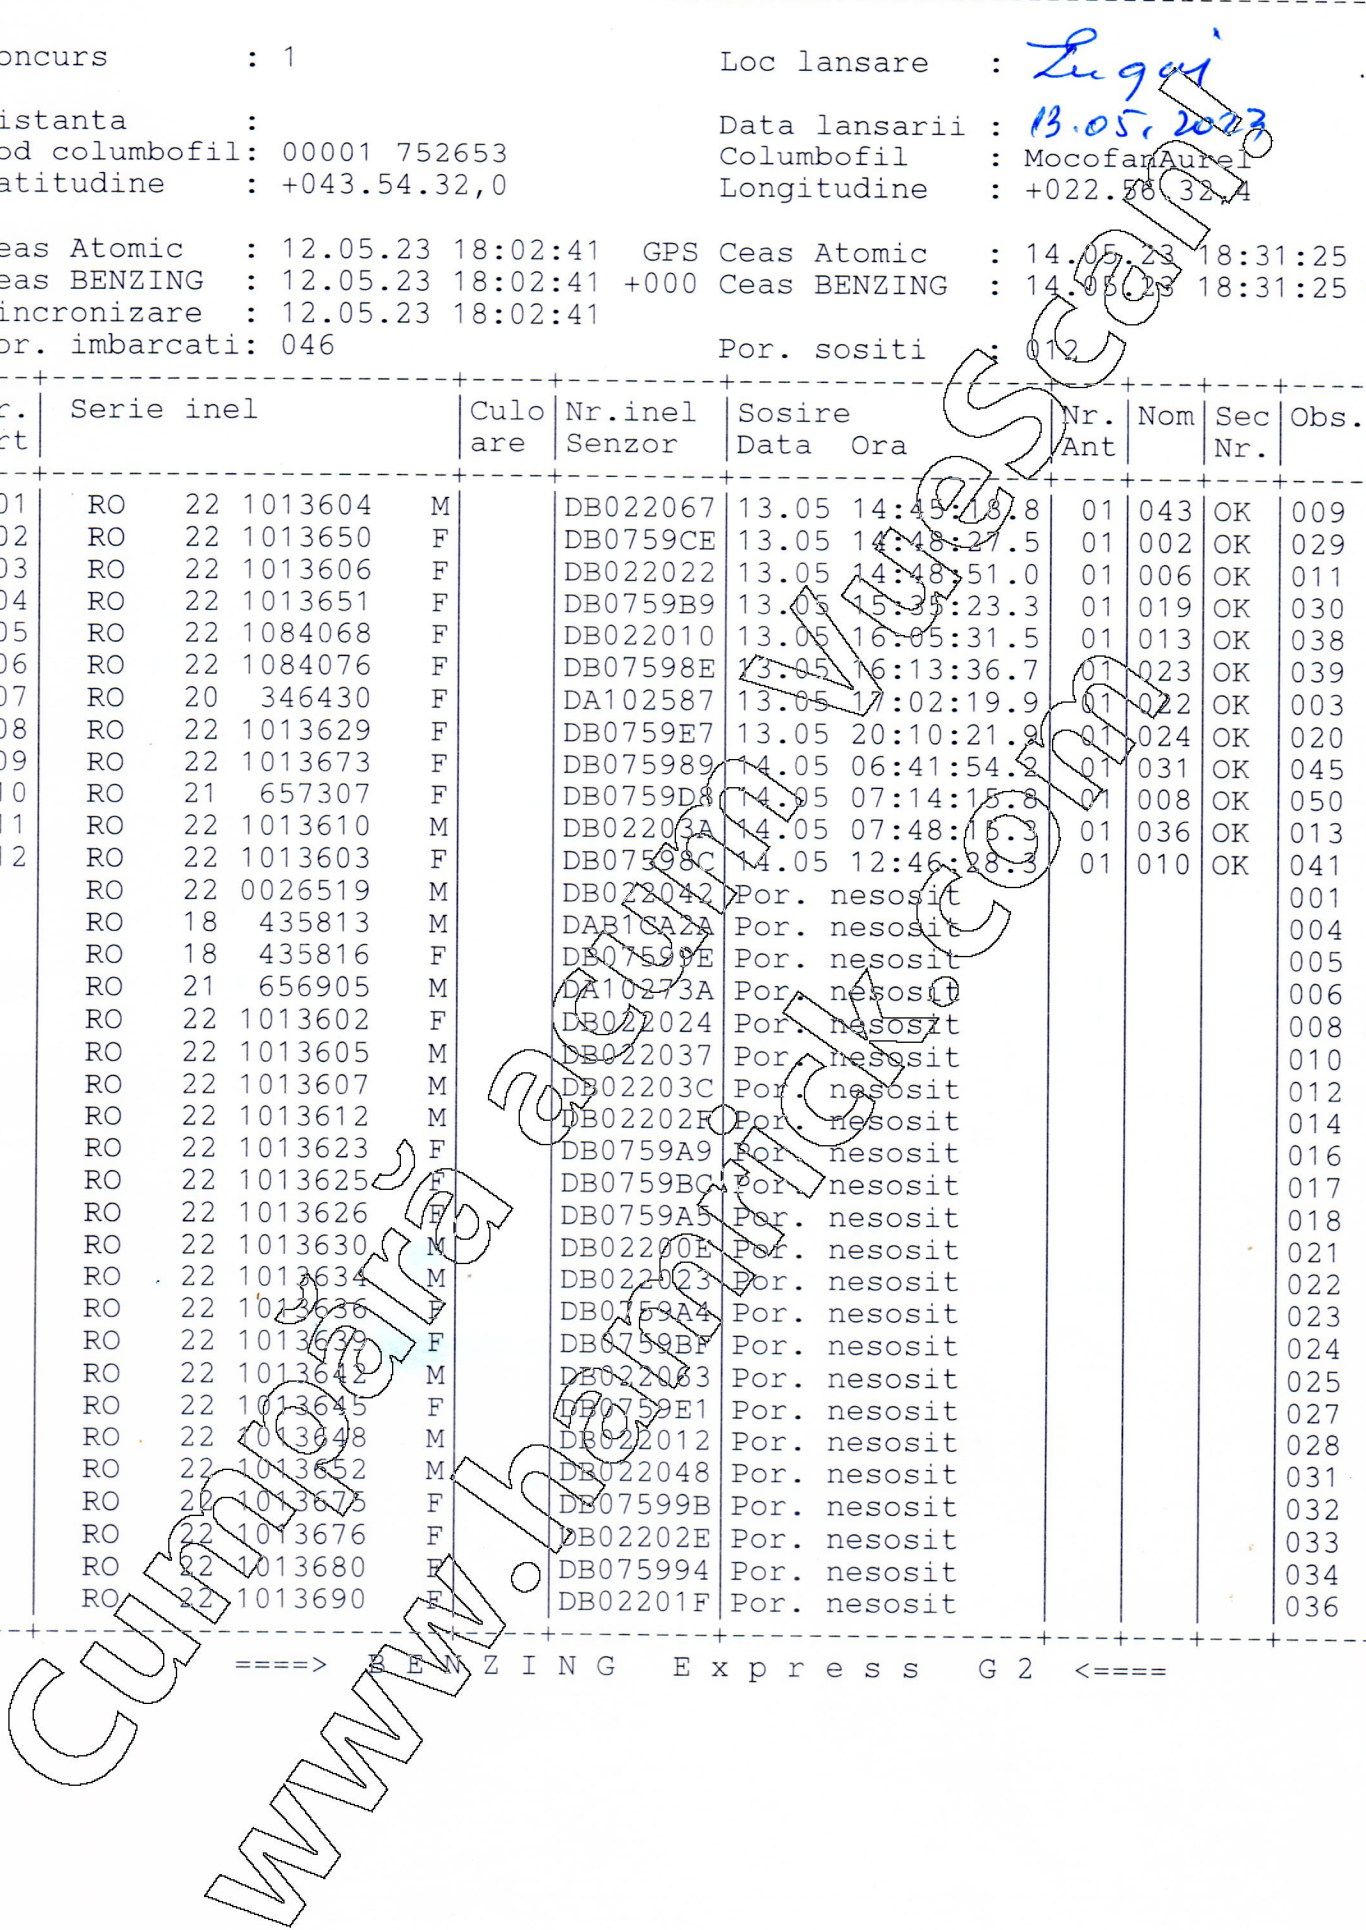 oncurs : 1 Loc lansare : Lugoj
istanta : Data lansarii : 13.05.2023
od columbofil: 00001 752653 Columbofil : MocofanAurel
atitudine : +043.54.32,0 Longitudine : +022.56.32,4
eas Atomic : 12.05.23 18:02:41 GPS Ceas Atomic : 14.05.23 18:31:25
eas BENZING : 12.05.23 18:02:41 +000 Ceas BENZING : 14.05.23 18:31:25
incronizare : 12.05.23 18:02:41
or. imbarcati: 046 Por. sositi : 012
r. Serie inel Culo Nr.inel Sosire Nr. Nom Sec Obs.
rt are Senzor Data Ora Ant Nr.
01 RO 22 1013604 M DB022067 13.05 14:45:18.8 01 043 OK 009
02 RO 22 1013650 F DB0759CE 13.05 14:48:27.5 01 002 OK 029
03 RO 22 1013606 F DB022022 13.05 14:48:51.0 01 006 OK 011
04 RO 22 1013651 F DB0759B9 13.05 15:35:23.3 01 019 OK 030
05 RO 22 1084068 F DB022010 13.05 16:05:31.5 01 013 OK 038
06 RO 22 1084076 F DB07598E 13.05 16:13:36.7 01 023 OK 039
07 RO 20 346430 F DA102587 13.05 17:02:19.9 01 022 OK 003
08 RO 22 1013629 F DB0759E7 13.05 20:10:21.9 01 024 OK 020
09 RO 22 1013673 F DB075989 14.05 06:41:54.2 01 031 OK 045
10 RO 21 657307 F DB0759D8 14.05 07:14:15.8 01 008 OK 050
11 RO 22 1013610 M DB02203A 14.05 07:48:15.3 01 036 OK 013
12 RO 22 1013603 F DB07598C 14.05 12:46:28.3 01 010 OK 041
RO 22 0026519 M DB022042 Por. nesosit 001
RO 18 435813 M DAB1CA2A Por. nesosit 004
RO 18 435816 F DB07599E Por. nesosit 005
RO 21 656905 M DA10273A Por. nesosit 006
RO 22 1013602 F DB022024 Por. nesosit 008
RO 22 1013605 M DB022037 Por. nesosit 010
RO 22 1013607 M DB02203C Por. nesosit 012
RO 22 1013612 M DB02202F Por. nesosit 014
RO 22 1013623 F DB0759A9 Por. nesosit 016
RO 22 1013625 F DB0759BC Por. nesosit 017
RO 22 1013626 F DB0759A5 Por. nesosit 018
RO 22 1013630 M DB02200E Por. nesosit 021
RO 22 1013634 M DB022023 Por. nesosit 022
RO 22 1013636 F DB0759A4 Por. nesosit 023
RO 22 1013639 F DB0759BF Por. nesosit 024
RO 22 1013642 M DB022063 Por. nesosit 025
RO 22 1013645 F DB0759E1 Por. nesosit 027
RO 22 1013648 M DB022012 Por. nesosit 028
RO 22 1013652 M DB022048 Por. nesosit 031
RO 22 1013675 F DB07599B Por. nesosit 032
RO 22 1013676 F DB02202E Por. nesosit 033
RO 22 1013680 F DB075994 Por. nesosit 034
RO 22 1013690 F DB02201F Por. nesosit 036
====> B E N Z I N G E x p r e s s G 2 <====
Cumpără acum VueScan!
www.hamrick.com